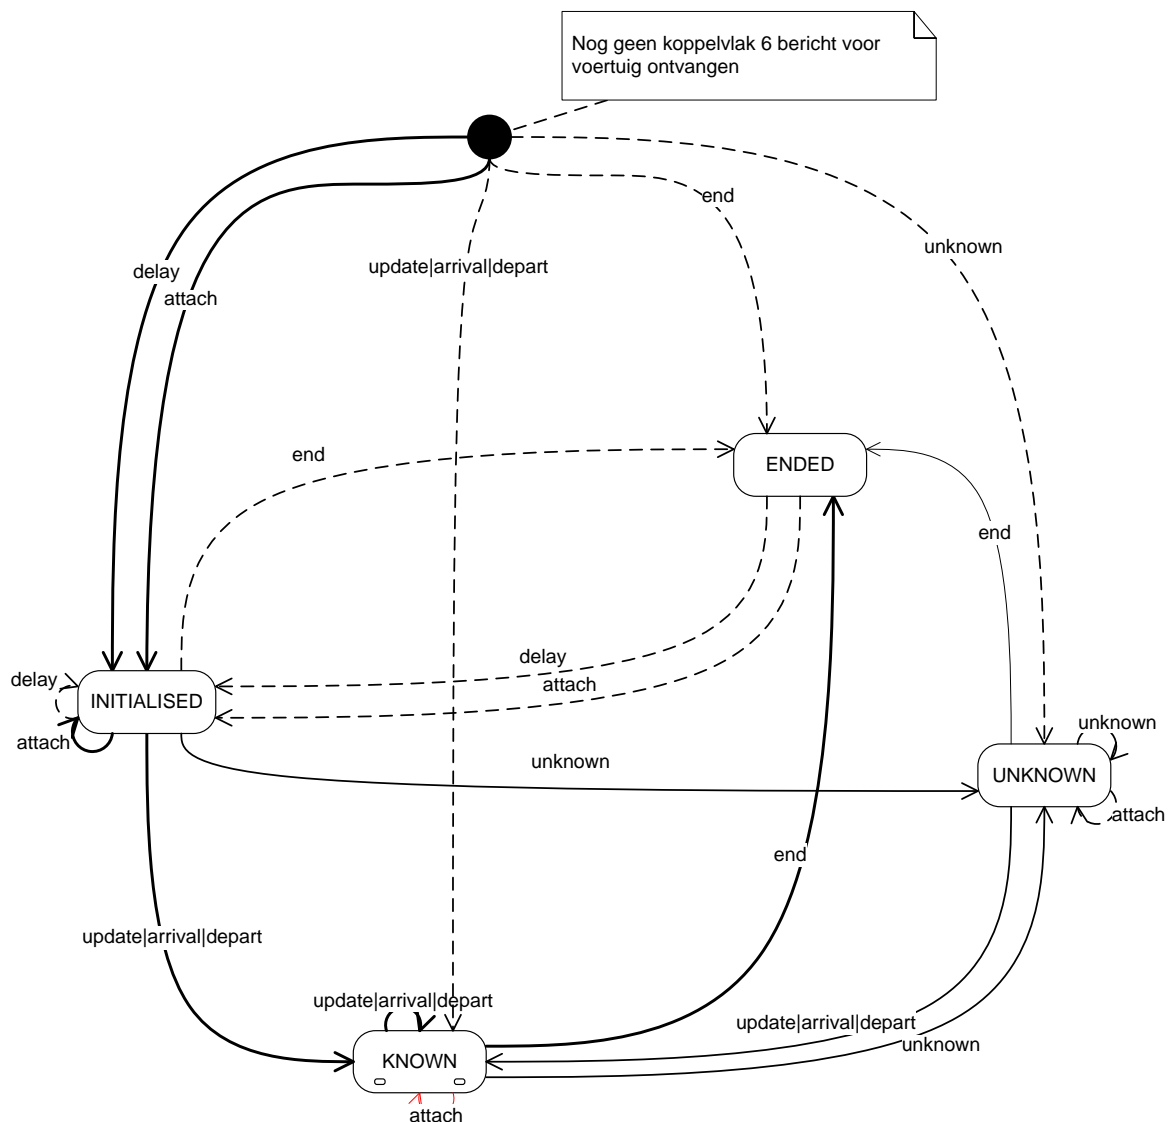 Nog geen koppelvlak 6 bericht voor
voertuig ontvangen
end
unknown
update|arrival|depart
delay
attach
end
ENDED
end
delay
attach
delay
INITIALISED
attach
unknown
unknown
UNKNOWN
attach
end
update|arrival|depart
update|arrival|depart
update|arrival|depart
unknown
KNOWN
attach